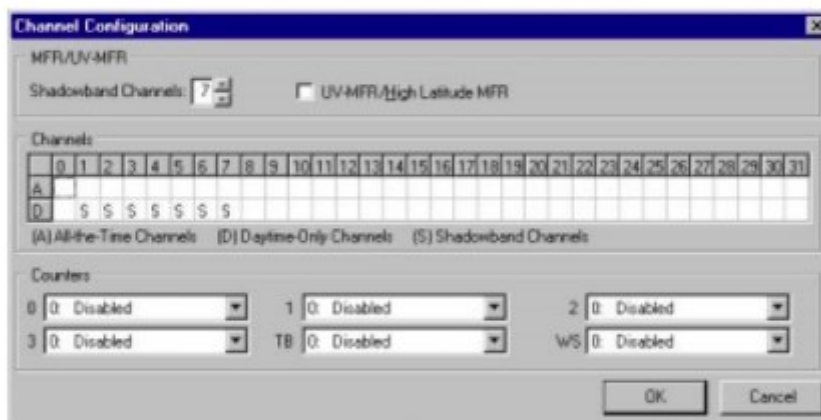 Channel Configuration
MFR/UV-MFR
Shadowband Channels: 7 UV-MFR/High Latitude MFR
Channels
0 1 2 3 4 5 6 7 8 9 10 11 12 13 14 15 16 17 18 19 20 21 22 23 24 25 26 27 28 29 30 31
A
D S S S S S S S
(A) All-the-Time Channels (D) Daytime-Only Channels (S) Shadowband Channels
Counters
0 0: Disabled 1 0: Disabled 2 0: Disabled
3 0: Disabled TB 0: Disabled WS 0: Disabled
OK Cancel